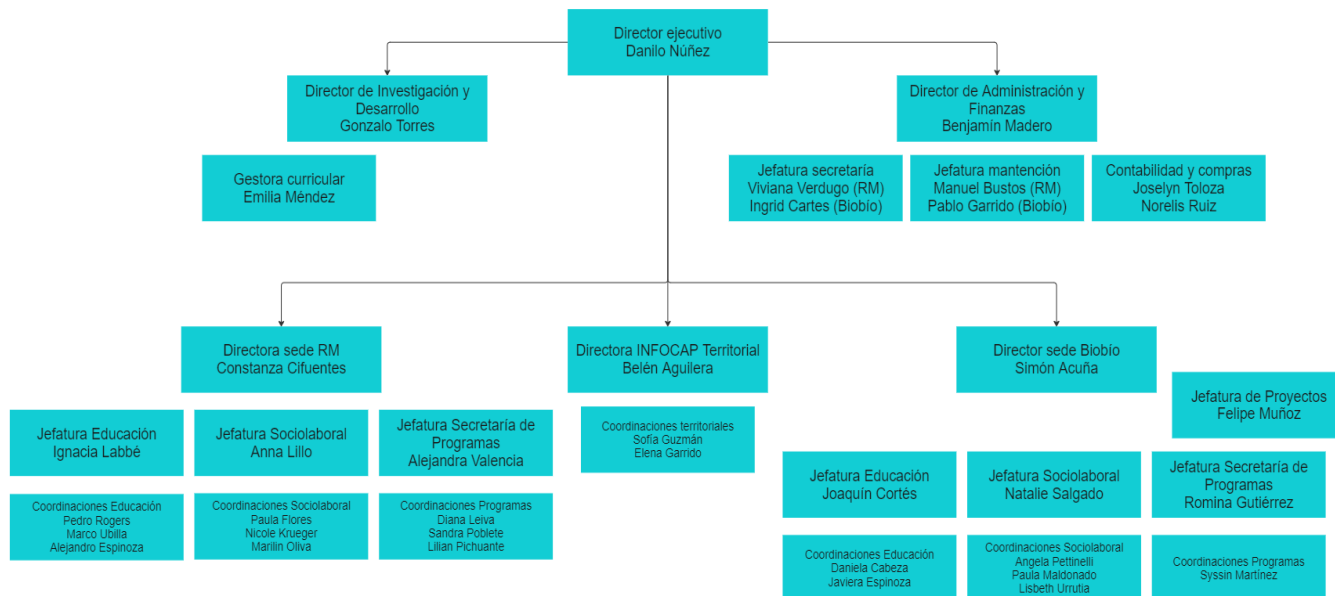 Director ejecutivo
Danilo Núñez
Director de Investigación y
Desarrollo
Gonzalo Torres
Director de Administración y
Finanzas
Benjamín Madero
Gestora curricular
Emilia Méndez
Jefatura secretaría
Viviana Verdugo (RM)
Ingrid Cartes (Biobío)
Jefatura mantención
Manuel Bustos (RM)
Pablo Garrido (Biobío)
Contabilidad y compras
Joselyn Toloza
Norelis Ruiz
Directora sede RM
Constanza Cifuentes
Directora INFOCAP Territorial
Belén Aguilera
Director sede Biobío
Simón Acuña
Jefatura de Proyectos
Felipe Muñoz
Jefatura Educación
Ignacia Labbé
Jefatura Sociolaboral
Anna Lillo
Jefatura Secretaría de
Programas
Alejandra Valencia
Coordinaciones territoriales
Sofía Guzmán
Elena Garrido
Jefatura Educación
Joaquín Cortés
Jefatura Sociolaboral
Natalie Salgado
Jefatura Secretaría de
Programas
Romina Gutiérrez
Coordinaciones Educación
Pedro Rogers
Marco Ubilla
Alejandro Espinoza
Coordinaciones Sociolaboral
Paula Flores
Nicole Krueger
Marilin Oliva
Coordinaciones Programas
Diana Leiva
Sandra Poblete
Lilian Pichuante
Coordinaciones Educación
Daniela Cabeza
Javiera Espinoza
Coordinaciones Sociolaboral
Angela Pettinelli
Paula Maldonado
Lisbeth Urrutia
Coordinaciones Programas
Syssin Martínez